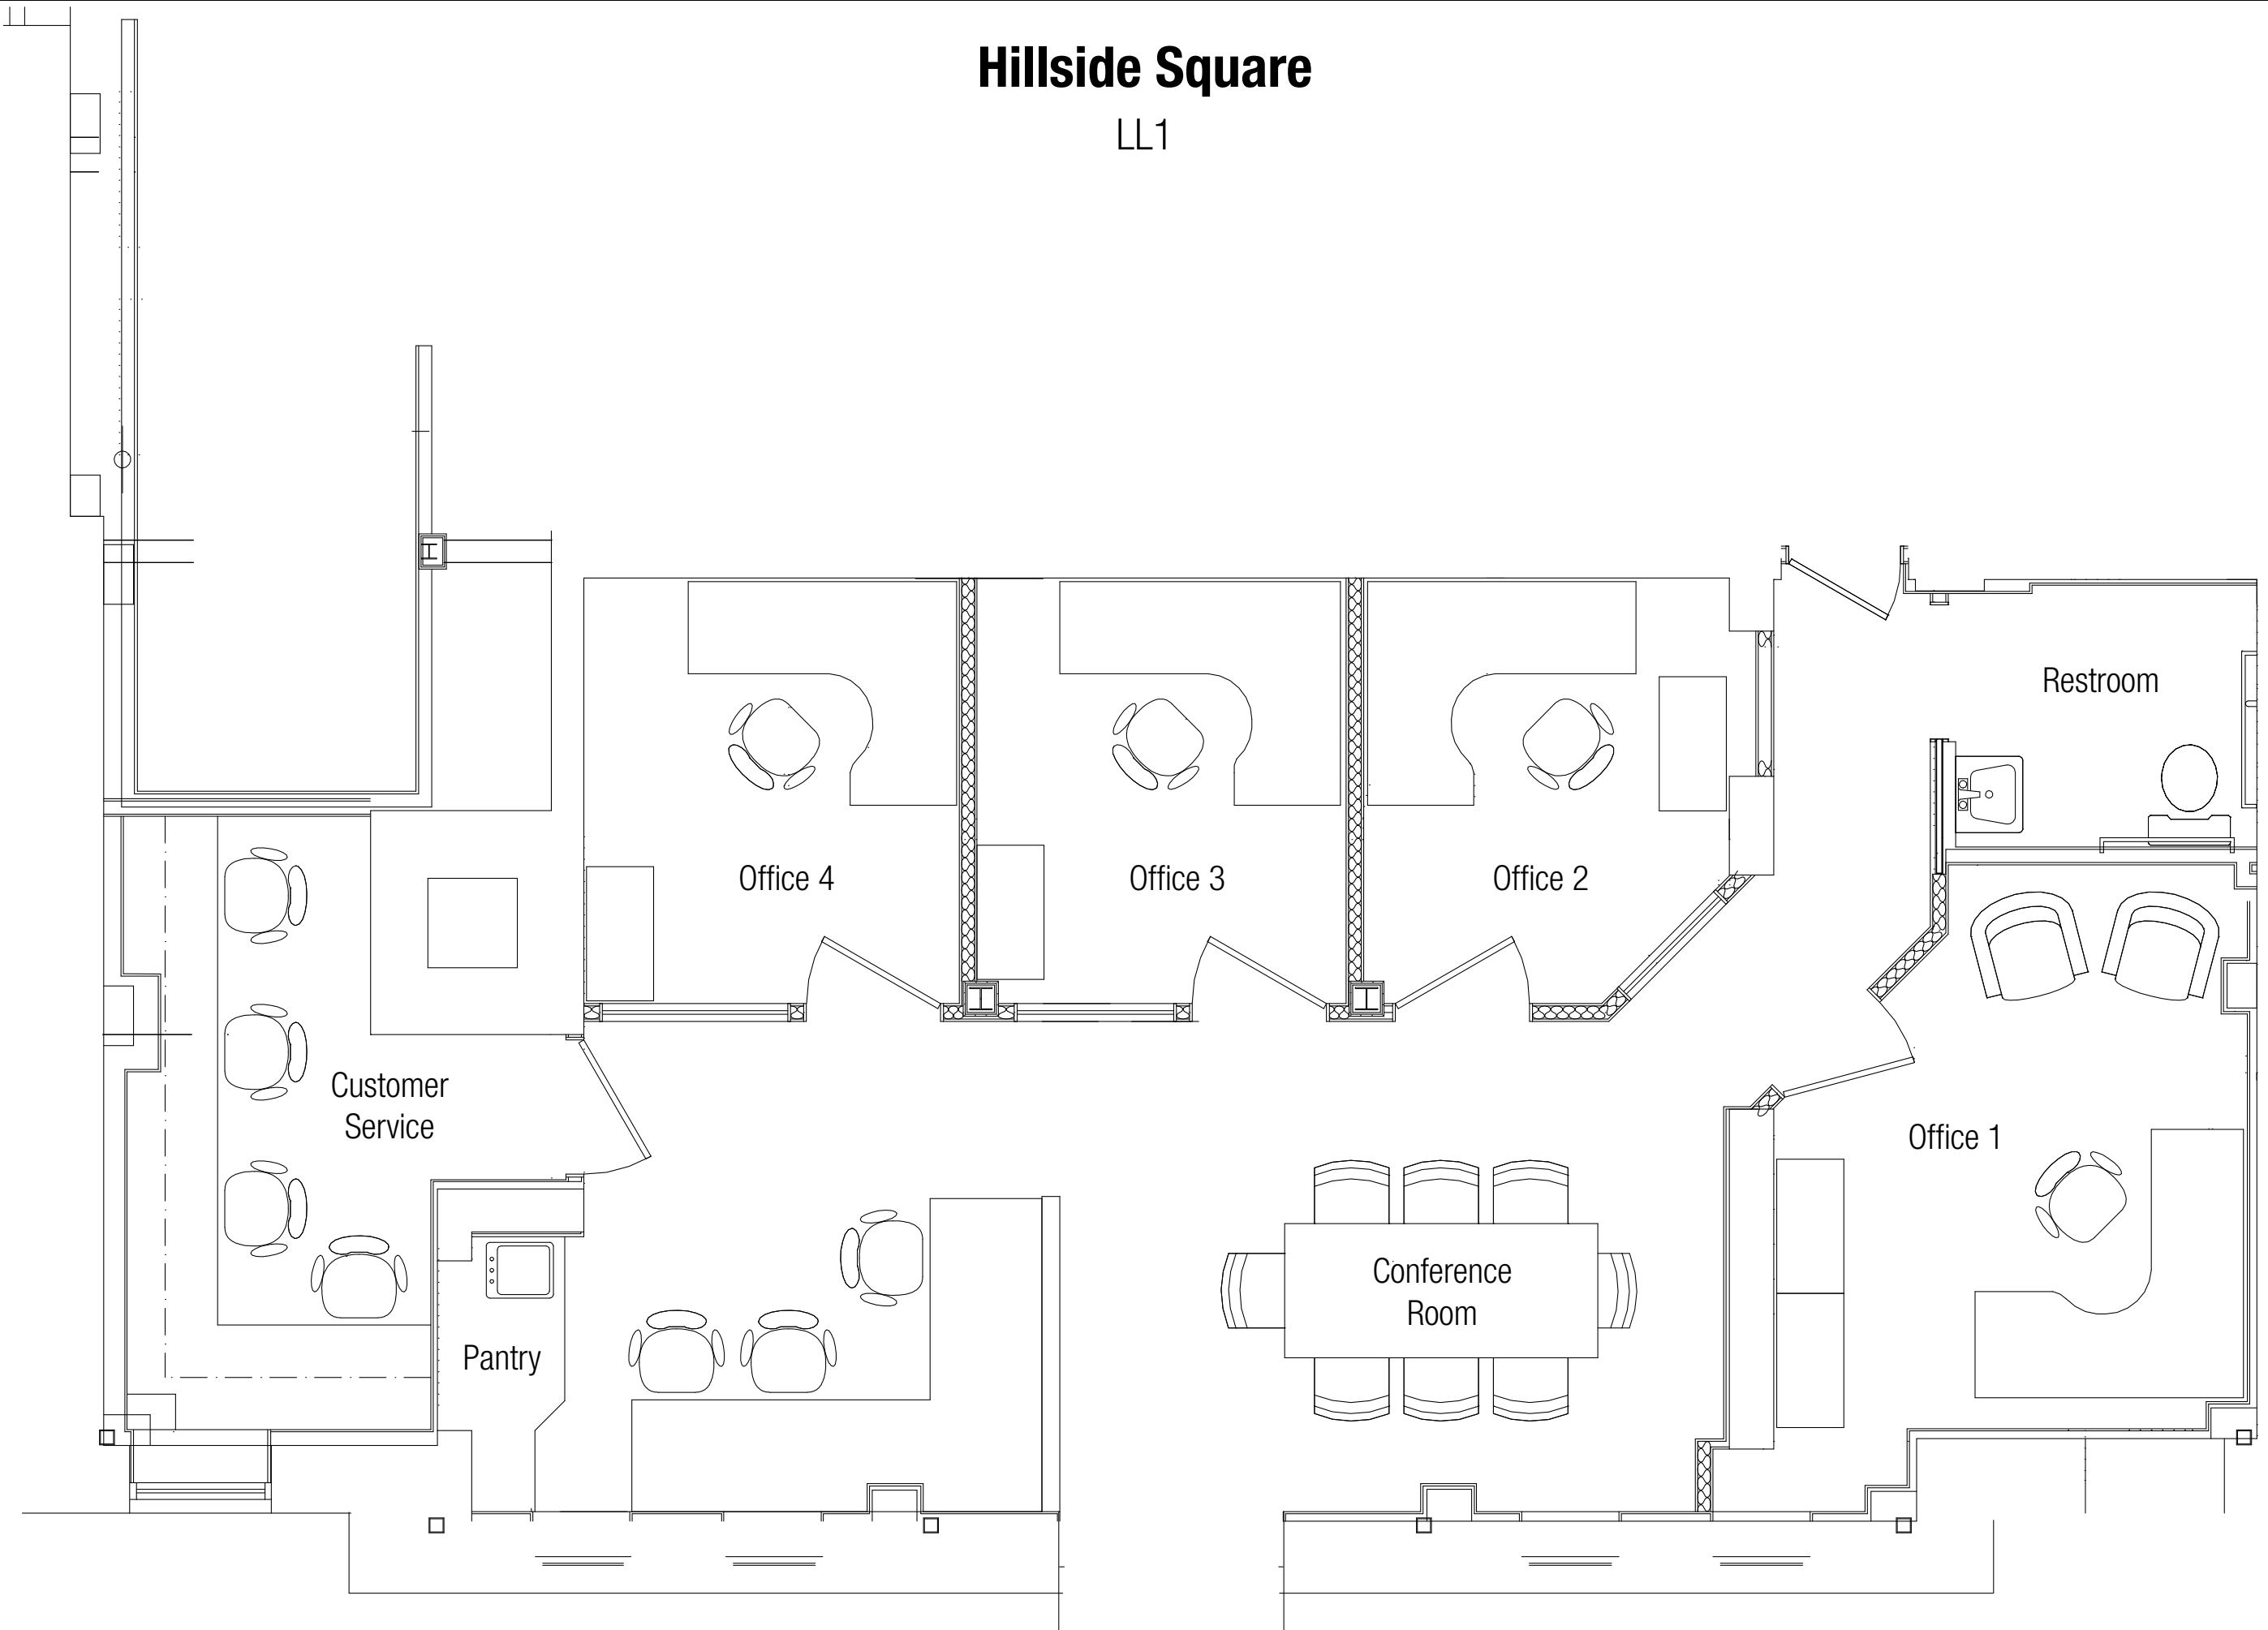 Hillside Square
LL1
Restroom
Office 4
Office 3
Office 2
Customer
Service
Office 1
Conference
Room
Pantry